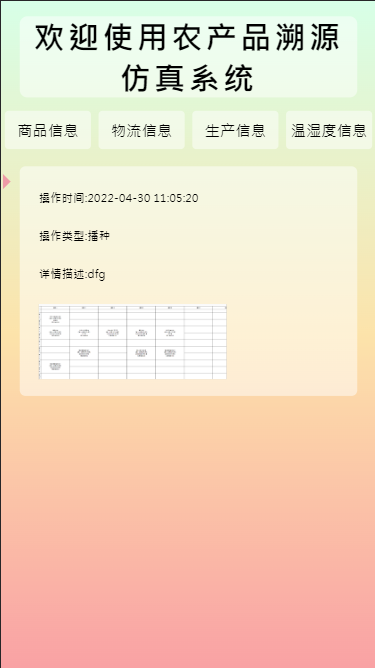 欢迎使用农产品溯源
仿真系统
商品信息 物流信息 生产信息 温湿度信息
操作时间:2022-04-30 11:05:20
操作类型:播种
详情描述:dfg